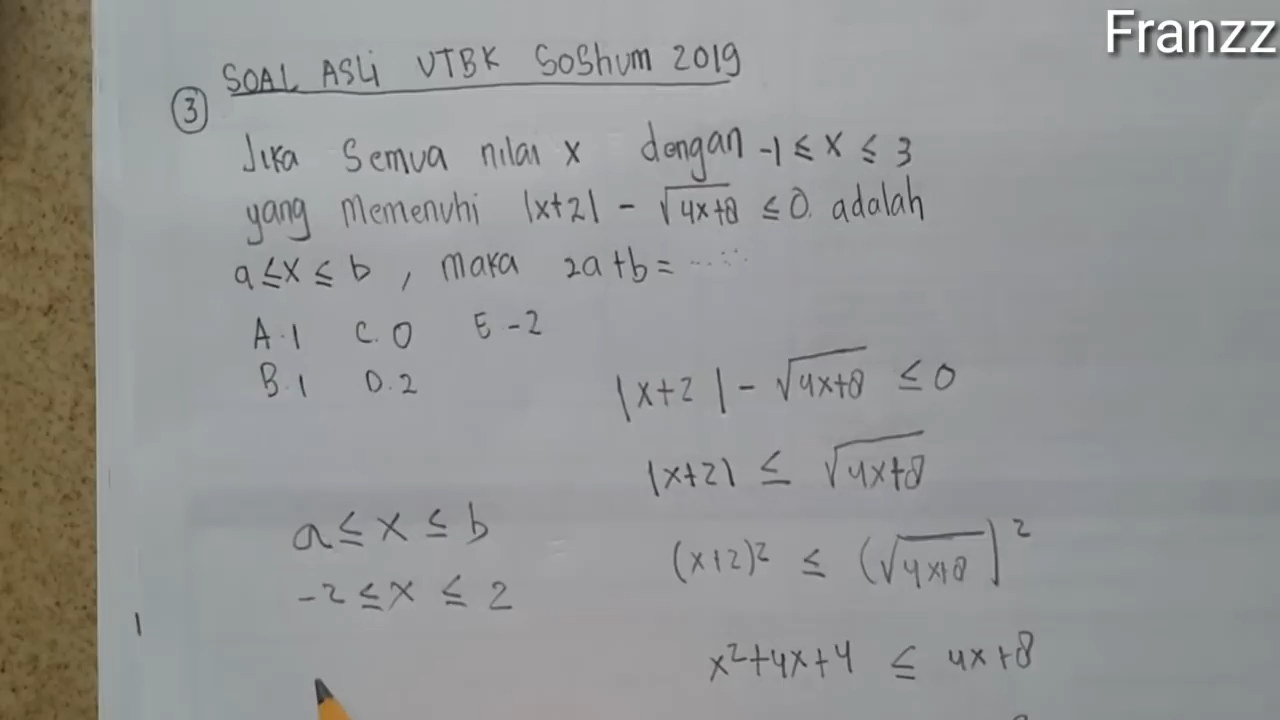 Franzz
SOAL ASLi UTBK SoShum 2019
3
Jika Semua nilai x dengan -1 ≤ x ≤ 3
yang memenuhi |x+2| - √4x+8 ≤ 0. adalah
a ≤ x ≤ b , maka 2a+b = .......
A. 1 C. 0 E -2
B. 1 D. 2
|x+2| - √4x+8 ≤ 0
|x+2| ≤ √4x+8
a ≤ x ≤ b
(x+2)² ≤ (√4x+8)²
-2 ≤ x ≤ 2
1
x²+4x+4 ≤ 4x+8